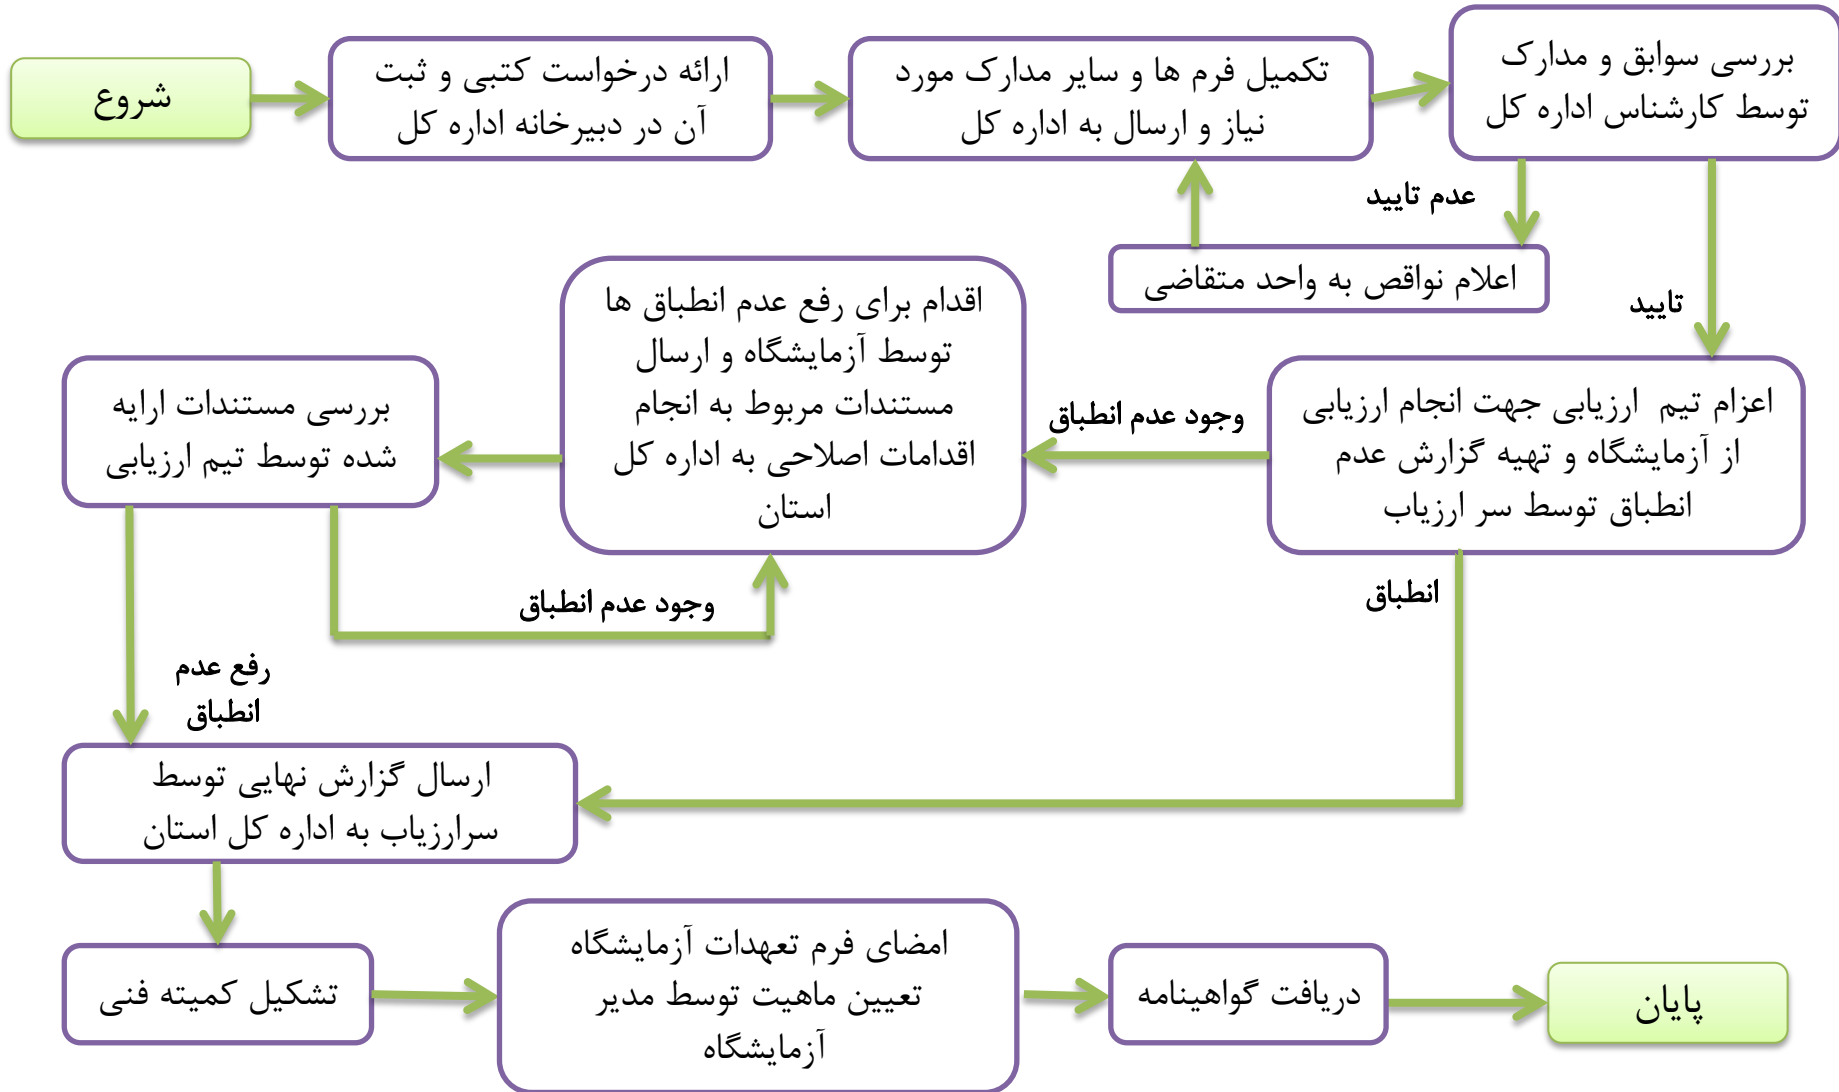 شروع
ارائه درخواست کتبی و ثبت
آن در دبیرخانه اداره کل
تکمیل فرم ها و سایر مدارک مورد
نیاز و ارسال به اداره کل
بررسی سوابق و مدارک
توسط کارشناس اداره کل
عدم تایید
اعلام نواقص به واحد متقاضی
تایید
اعزام تیم ارزیابی جهت انجام ارزیابی
از آزمایشگاه و تهیه گزارش عدم
انطباق توسط سر ارزیاب
وجود عدم انطباق
اقدام برای رفع عدم انطباق ها
توسط آزمایشگاه و ارسال
مستندات مربوط به انجام
اقدامات اصلاحی به اداره کل
استان
بررسی مستندات ارایه
شده توسط تیم ارزیابی
وجود عدم انطباق
انطباق
رفع عدم
انطباق
ارسال گزارش نهایی توسط
سرارزیاب به اداره کل استان
تشکیل کمیته فنی
امضای فرم تعهدات آزمایشگاه
تعیین ماهیت توسط مدیر
آزمایشگاه
دریافت گواهینامه
پایان